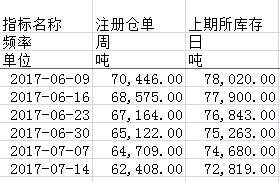 指标名称 注册仓单 上期所库存
频率 周 日
单位 吨 吨
2017-06-09 70,446.00 78,020.00
2017-06-16 68,575.00 77,900.00
2017-06-23 67,164.00 76,843.00
2017-06-30 65,122.00 75,263.00
2017-07-07 64,709.00 74,680.00
2017-07-14 62,408.00 72,819.00